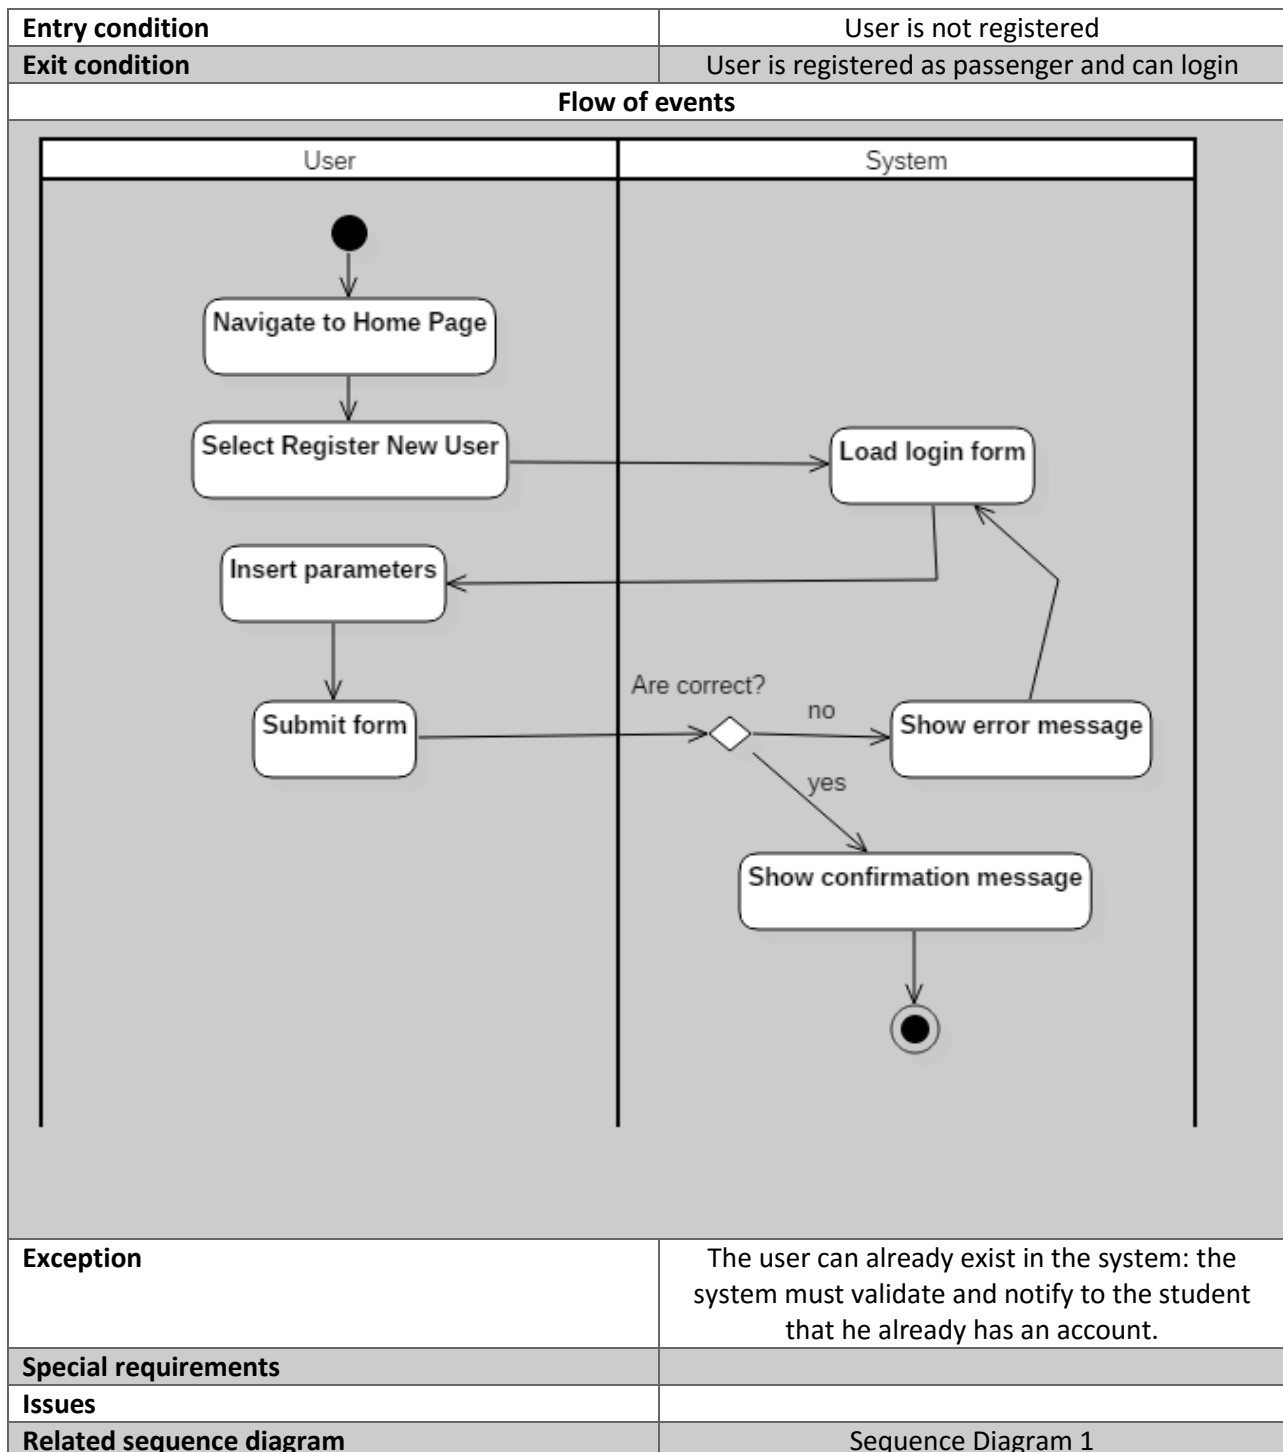 Entry condition
User is not registered
Exit condition
User is registered as passenger and can login
Flow of events
User
System
Navigate to Home Page
Select Register New User
Load login form
Insert parameters
Are correct?
Submit form
no
Show error message
yes
Show confirmation message
Exception
The user can already exist in the system: the
system must validate and notify to the student
that he already has an account.
Special requirements
Issues
Related sequence diagram
Sequence Diagram 1